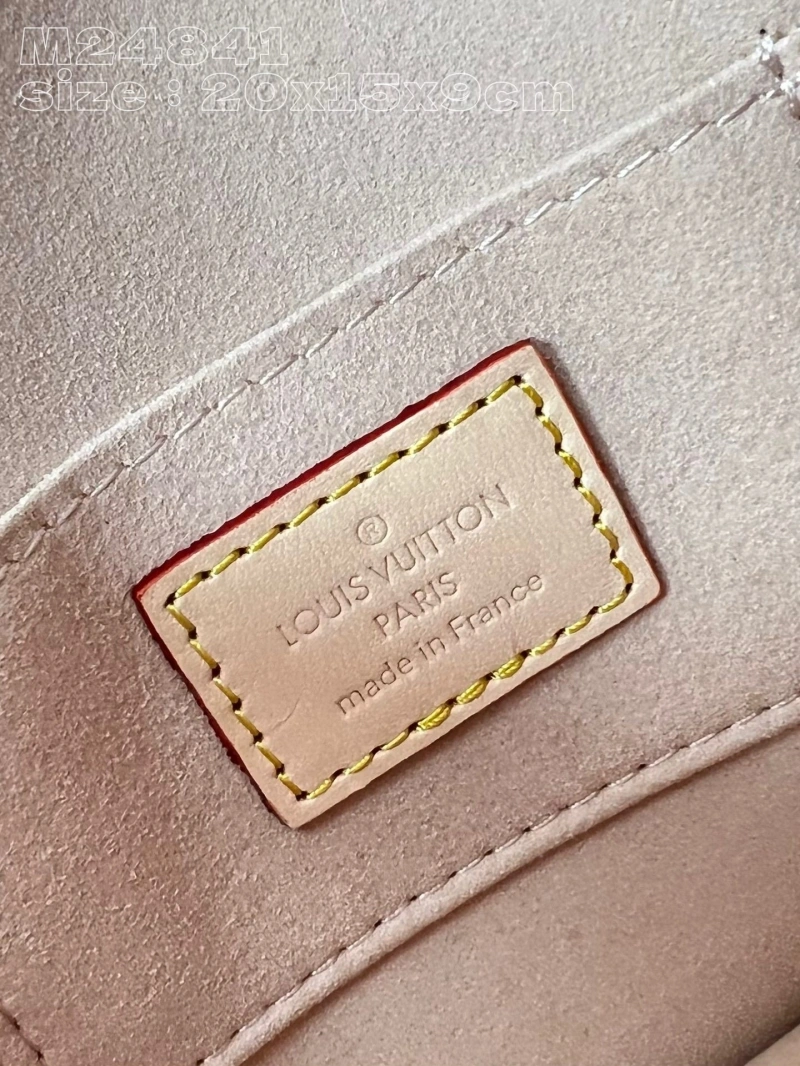 M24841
size : 20x15x9cm
®
LOUIS VUITTON
PARIS
made in France